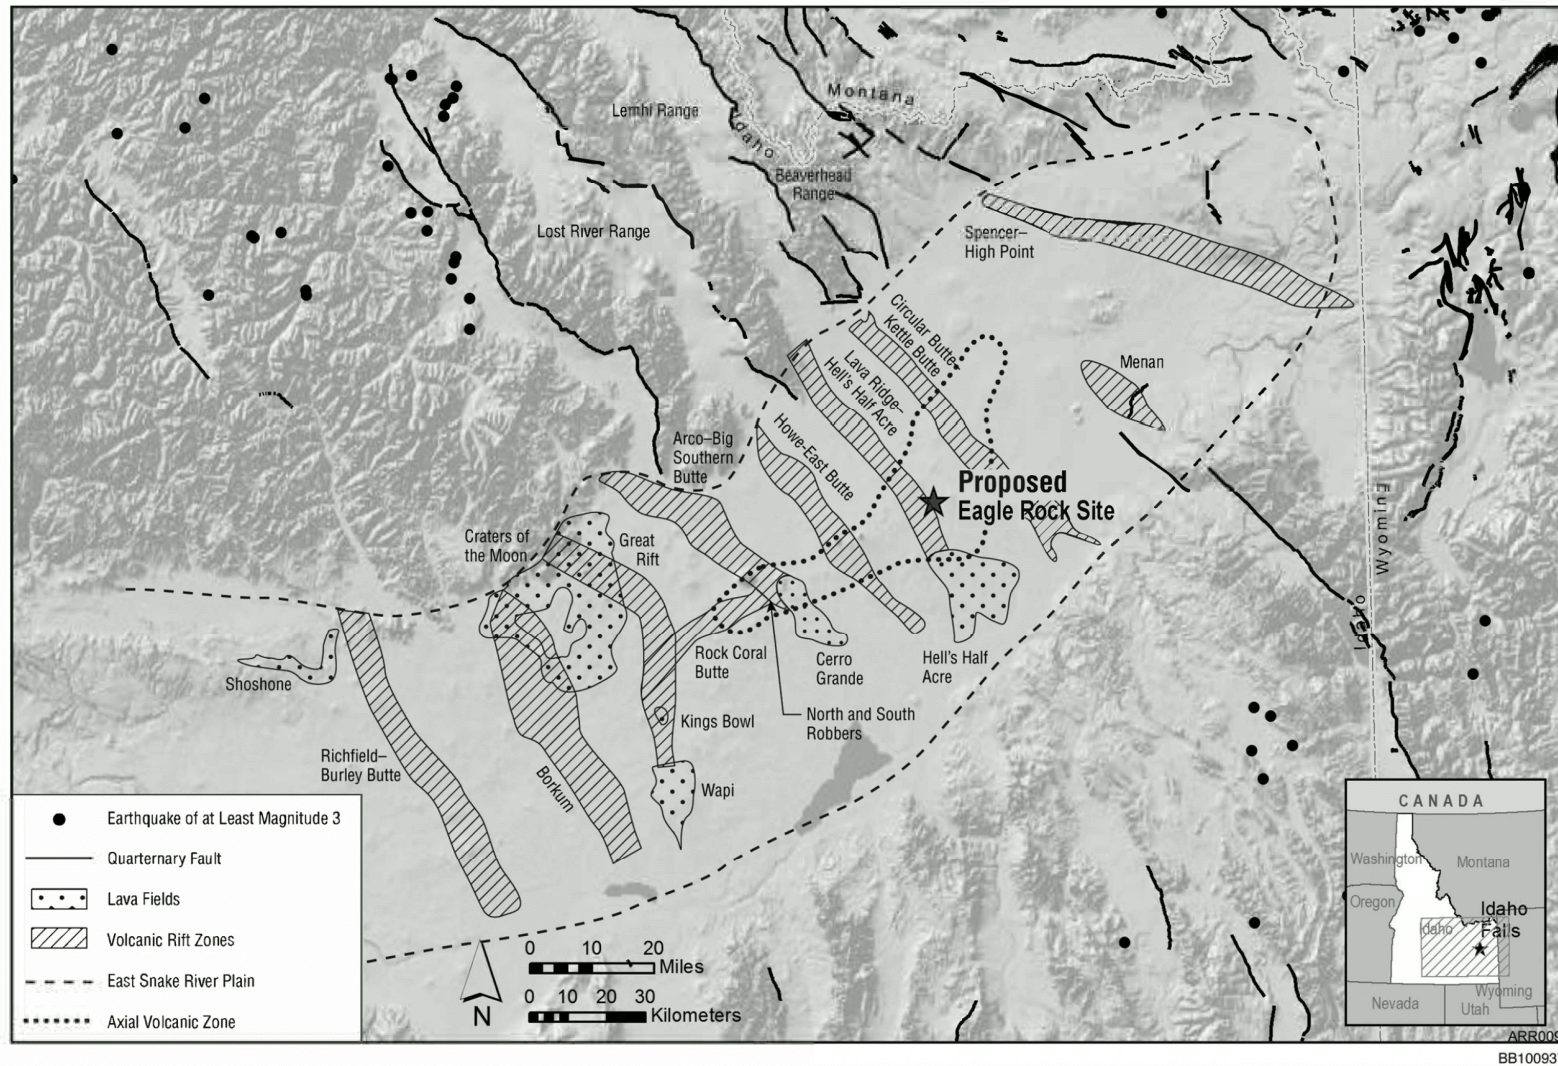 Montana
Lemhi Range
Idaho
Beaverhead
Range
Lost River Range
Spencer–
High Point
Circular Butte–
Kettle Butte
Lava Ridge–
Hell's Half Acre
Menan
Howe-East Butte
Arco–Big
Southern
Butte
Proposed
Eagle Rock Site
Wyoming
Idaho
Craters of
the Moon
Great
Rift
Shoshone
Rock Coral
Butte
Cerro
Grande
Hell's Half
Acre
North and South
Robbers
Kings Bowl
Richfield–
Burley Butte
Borkum
Wapi
Earthquake of at Least Magnitude 3
Quarternary Fault
Lava Fields
Volcanic Rift Zones
East Snake River Plain
Axial Volcanic Zone
N
0 10 20
Miles
0 10 20 30
Kilometers
CANADA
Washington
Montana
Oregon
Idaho
Idaho
Falls
Wyoming
Nevada
Utah
ARR009
BB10093